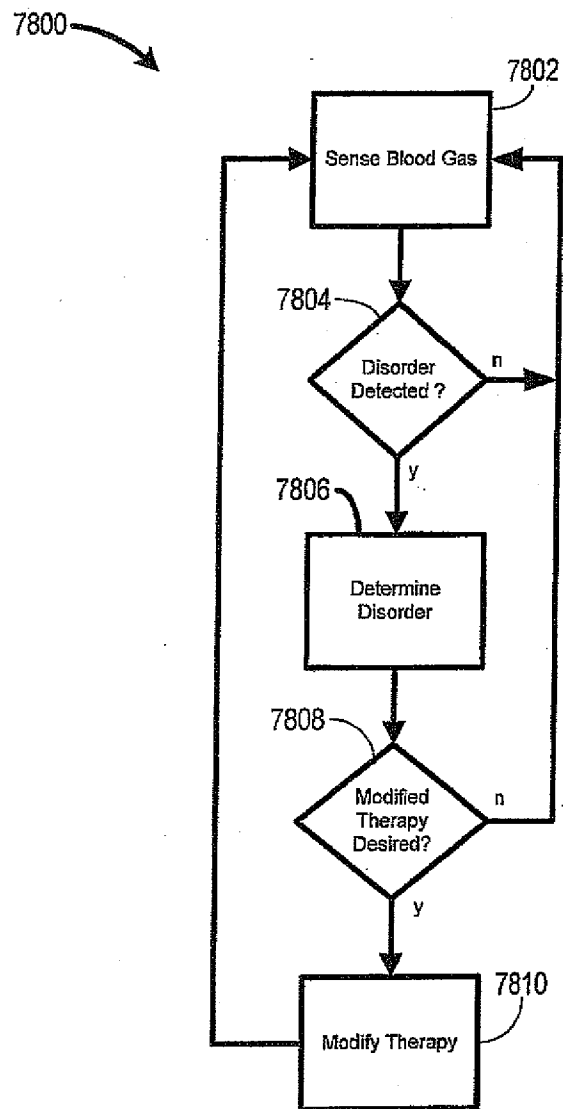 7800
7802
Sense Blood Gas
7804
Disorder
Detected ?
n
y
7806
Determine
Disorder
7808
Modified
Therapy
Desired?
n
y
7810
Modify Therapy